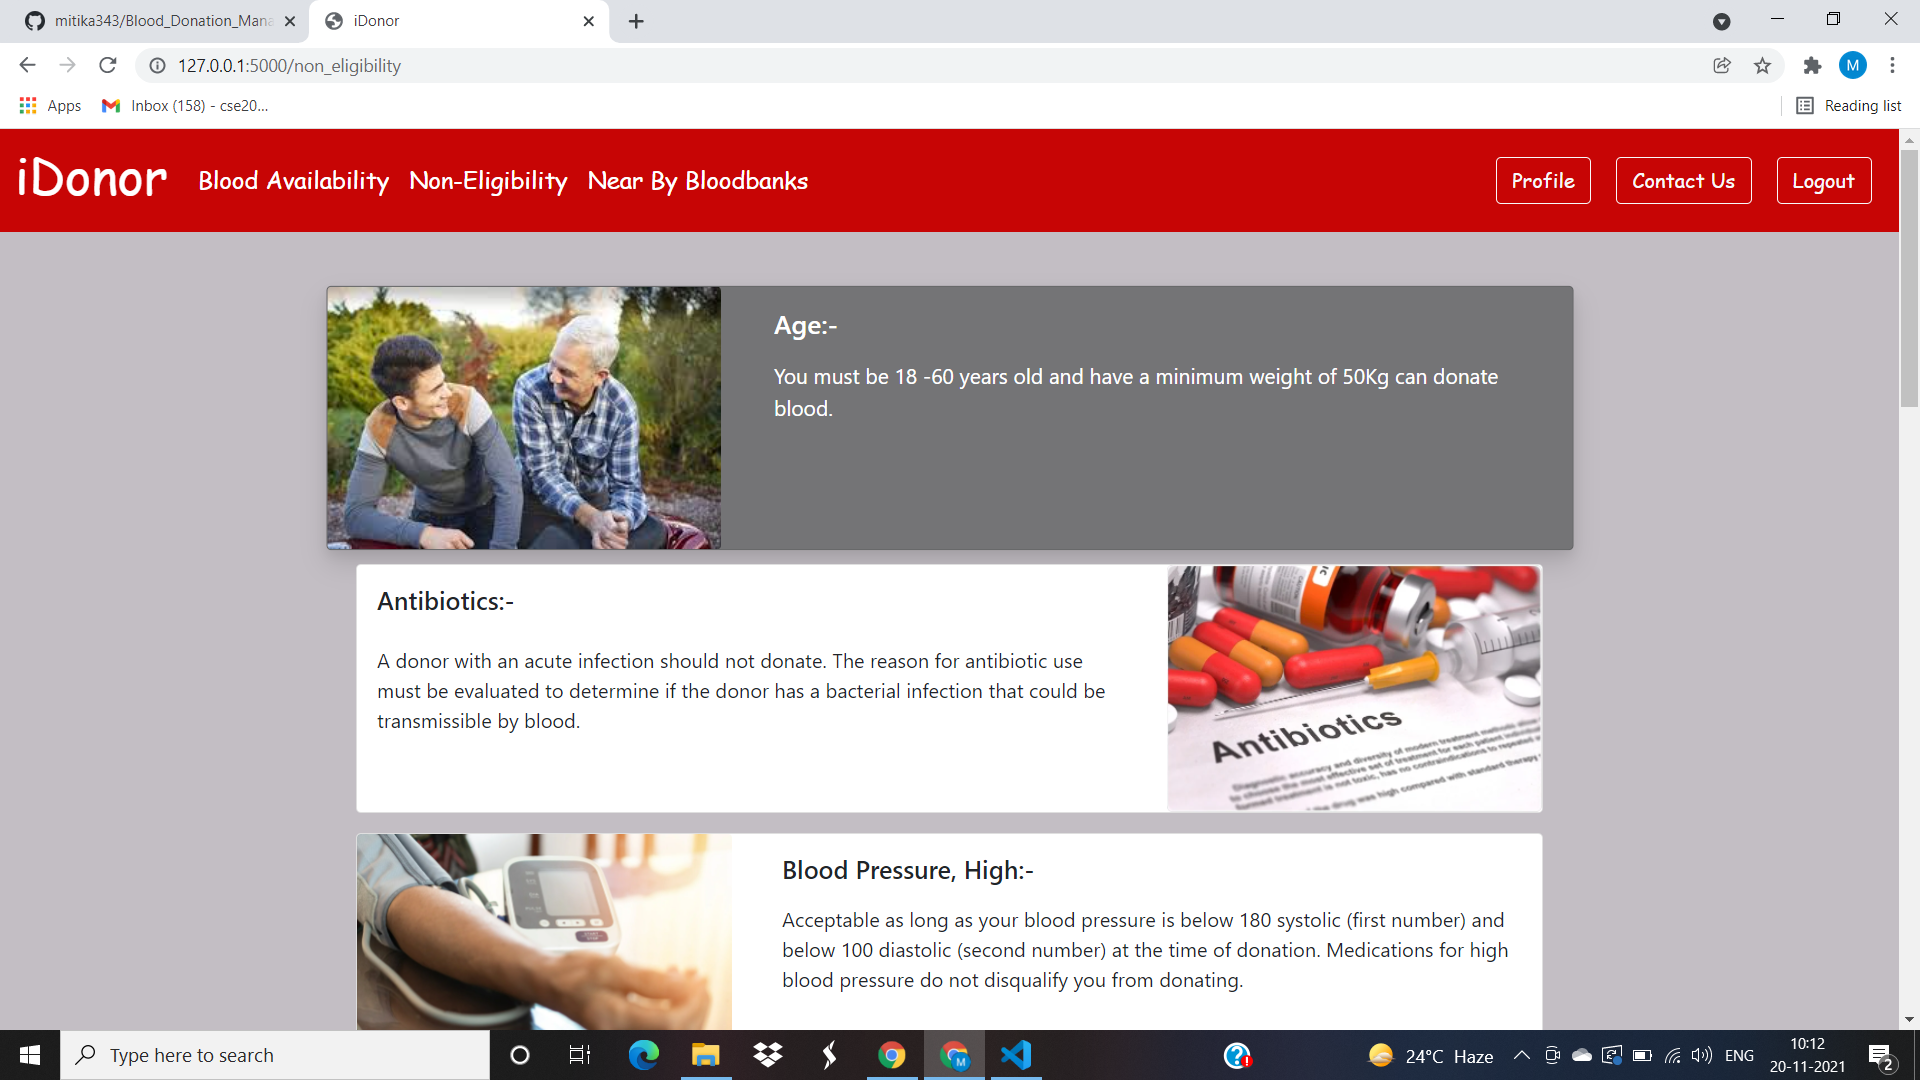 mitika343/Blood_Donation_Mana
iDonor
127.0.0.1:5000/non_eligibility
M
Apps
Inbox (158) - cse20...
Reading list
iDonor
Blood Availability
Non-Eligibility
Near By Bloodbanks
Profile
Contact Us
Logout
Age:-
You must be 18 -60 years old and have a minimum weight of 50Kg can donate
blood.
Antibiotics:-
A donor with an acute infection should not donate. The reason for antibiotic use
must be evaluated to determine if the donor has a bacterial infection that could be
transmissible by blood.
Antibiotics
Blood Pressure, High:-
Acceptable as long as your blood pressure is below 180 systolic (first number) and
below 100 diastolic (second number) at the time of donation. Medications for high
blood pressure do not disqualify you from donating.
Type here to search
24°C Haze
ENG
10:12
20-11-2021
2